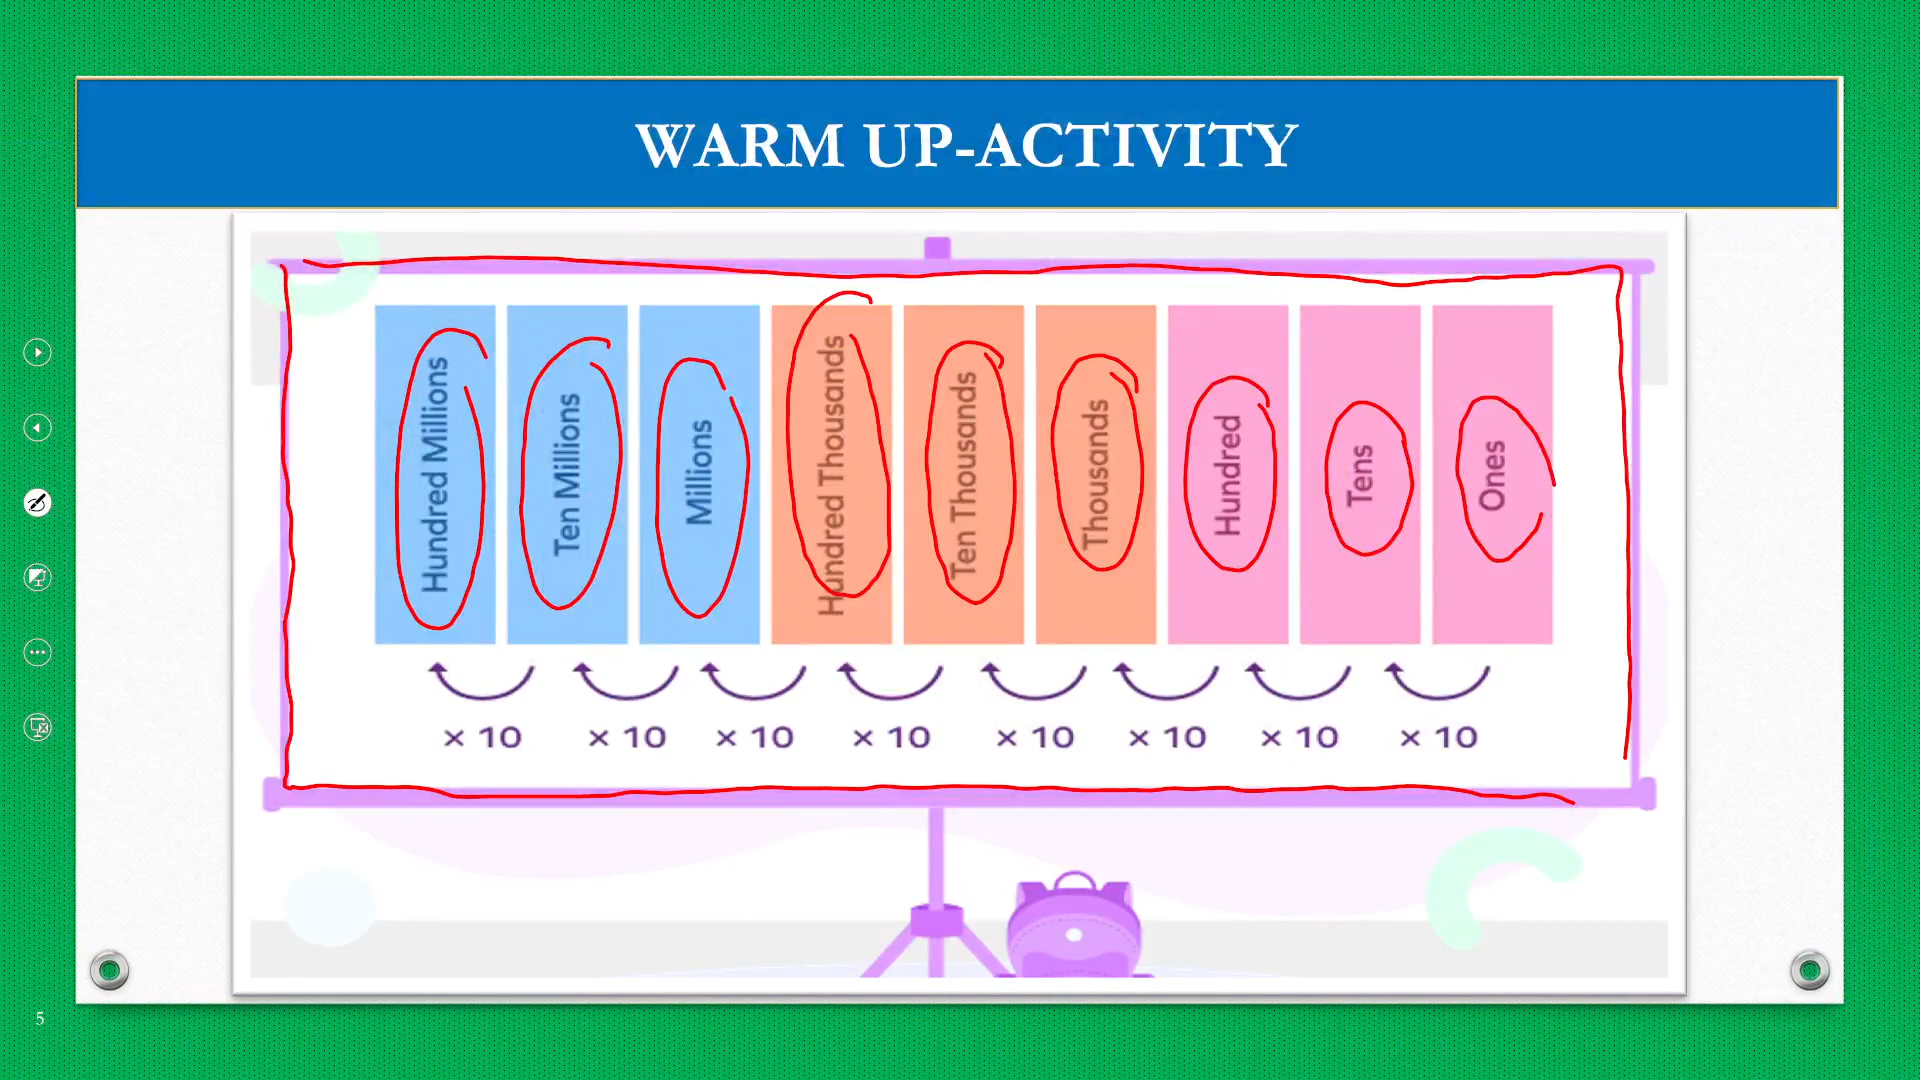 WARM UP-ACTIVITY
Hundred Millions
Ten Millions
Millions
Hundred Thousands
Ten Thousands
Thousands
Hundred
Tens
Ones
× 10 × 10 × 10 × 10 × 10 × 10 × 10 × 10
5